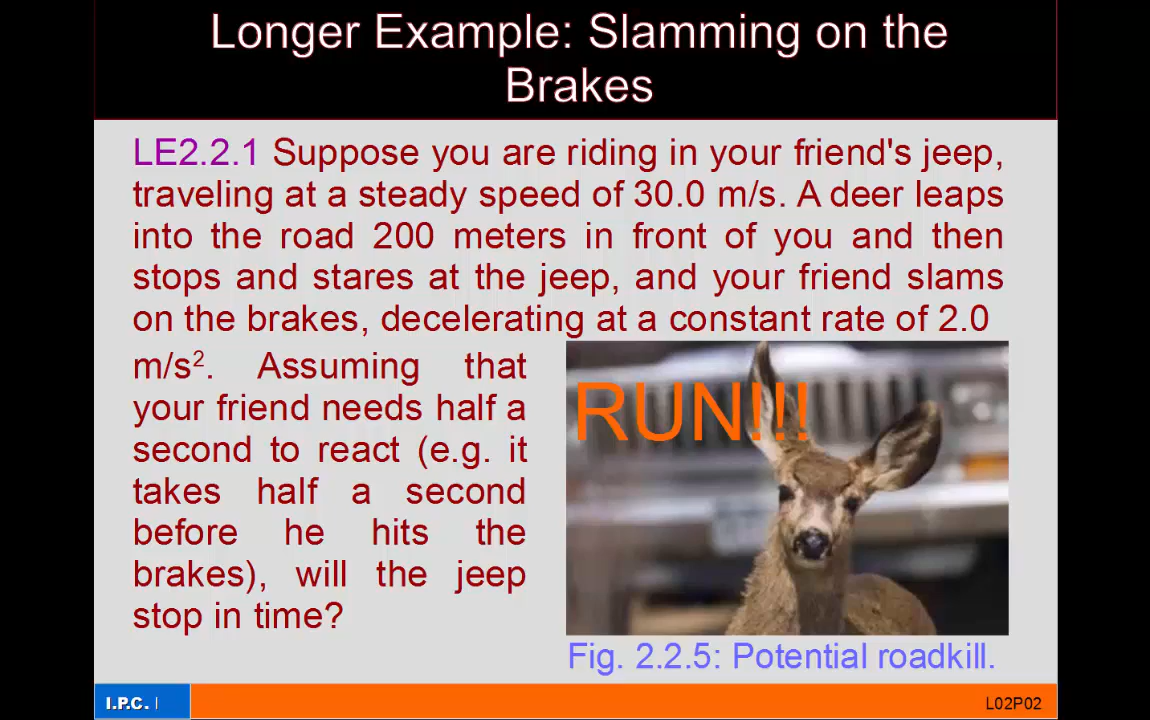 Longer Example: Slamming on the
Brakes
LE2.2.1 Suppose you are riding in your friend's jeep,
traveling at a steady speed of 30.0 m/s. A deer leaps
into the road 200 meters in front of you and then
stops and stares at the jeep, and your friend slams
on the brakes, decelerating at a constant rate of 2.0
m/s². Assuming that
your friend needs half a
second to react (e.g. it
takes half a second
before he hits the
brakes), will the jeep
stop in time?
RUN!!!
Fig. 2.2.5: Potential roadkill.
I.P.C. |
L02P02